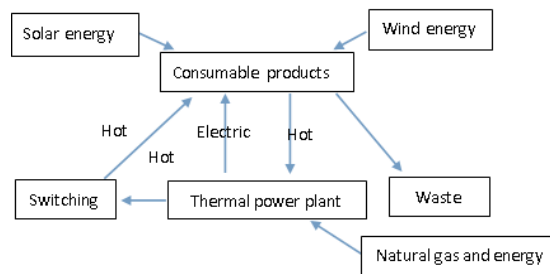 Solar energy
Wind energy
Consumable products
Hot
Electric
Hot
Hot
Switching
Thermal power plant
Waste
Natural gas and energy